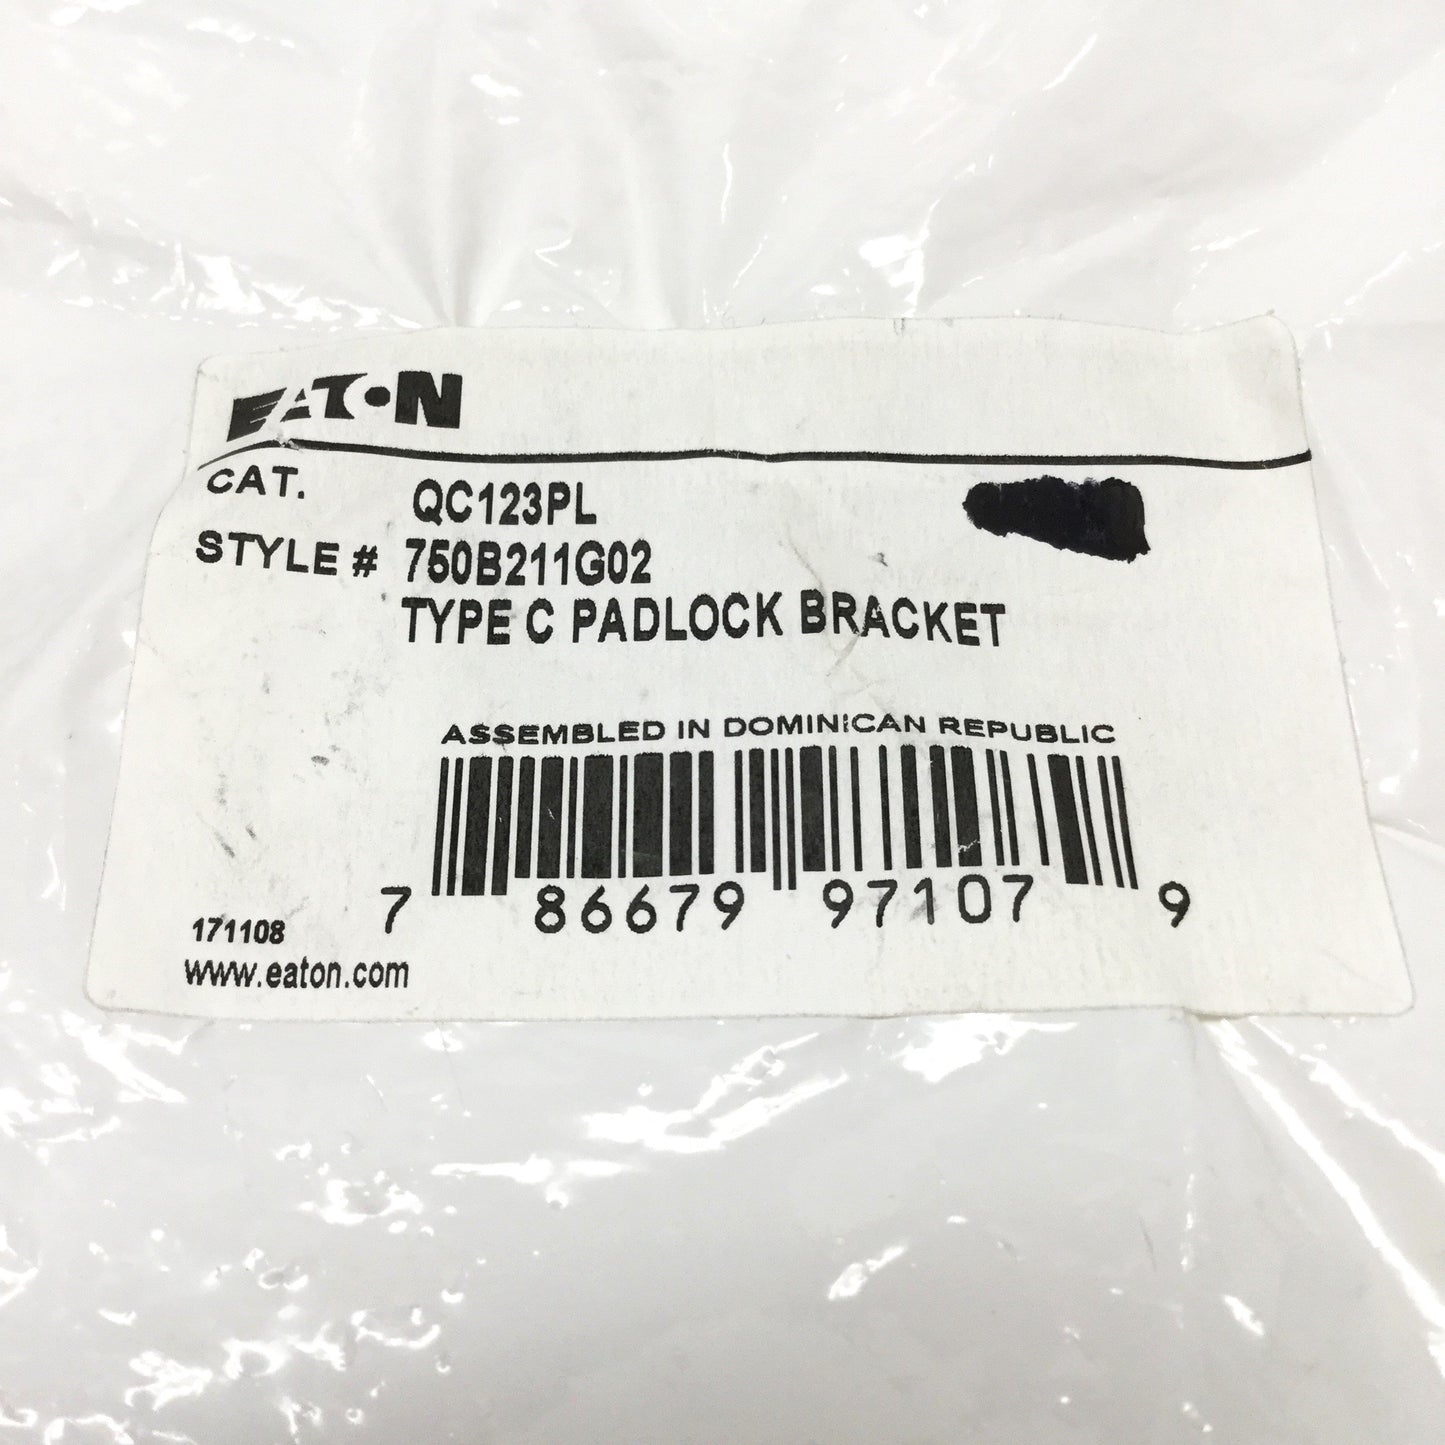 EATON
CAT. QC123PL
STYLE # 750B211G02
TYPE C PADLOCK BRACKET
ASSEMBLED IN DOMINICAN REPUBLIC
7 86679 97107 9
171108
www.eaton.com